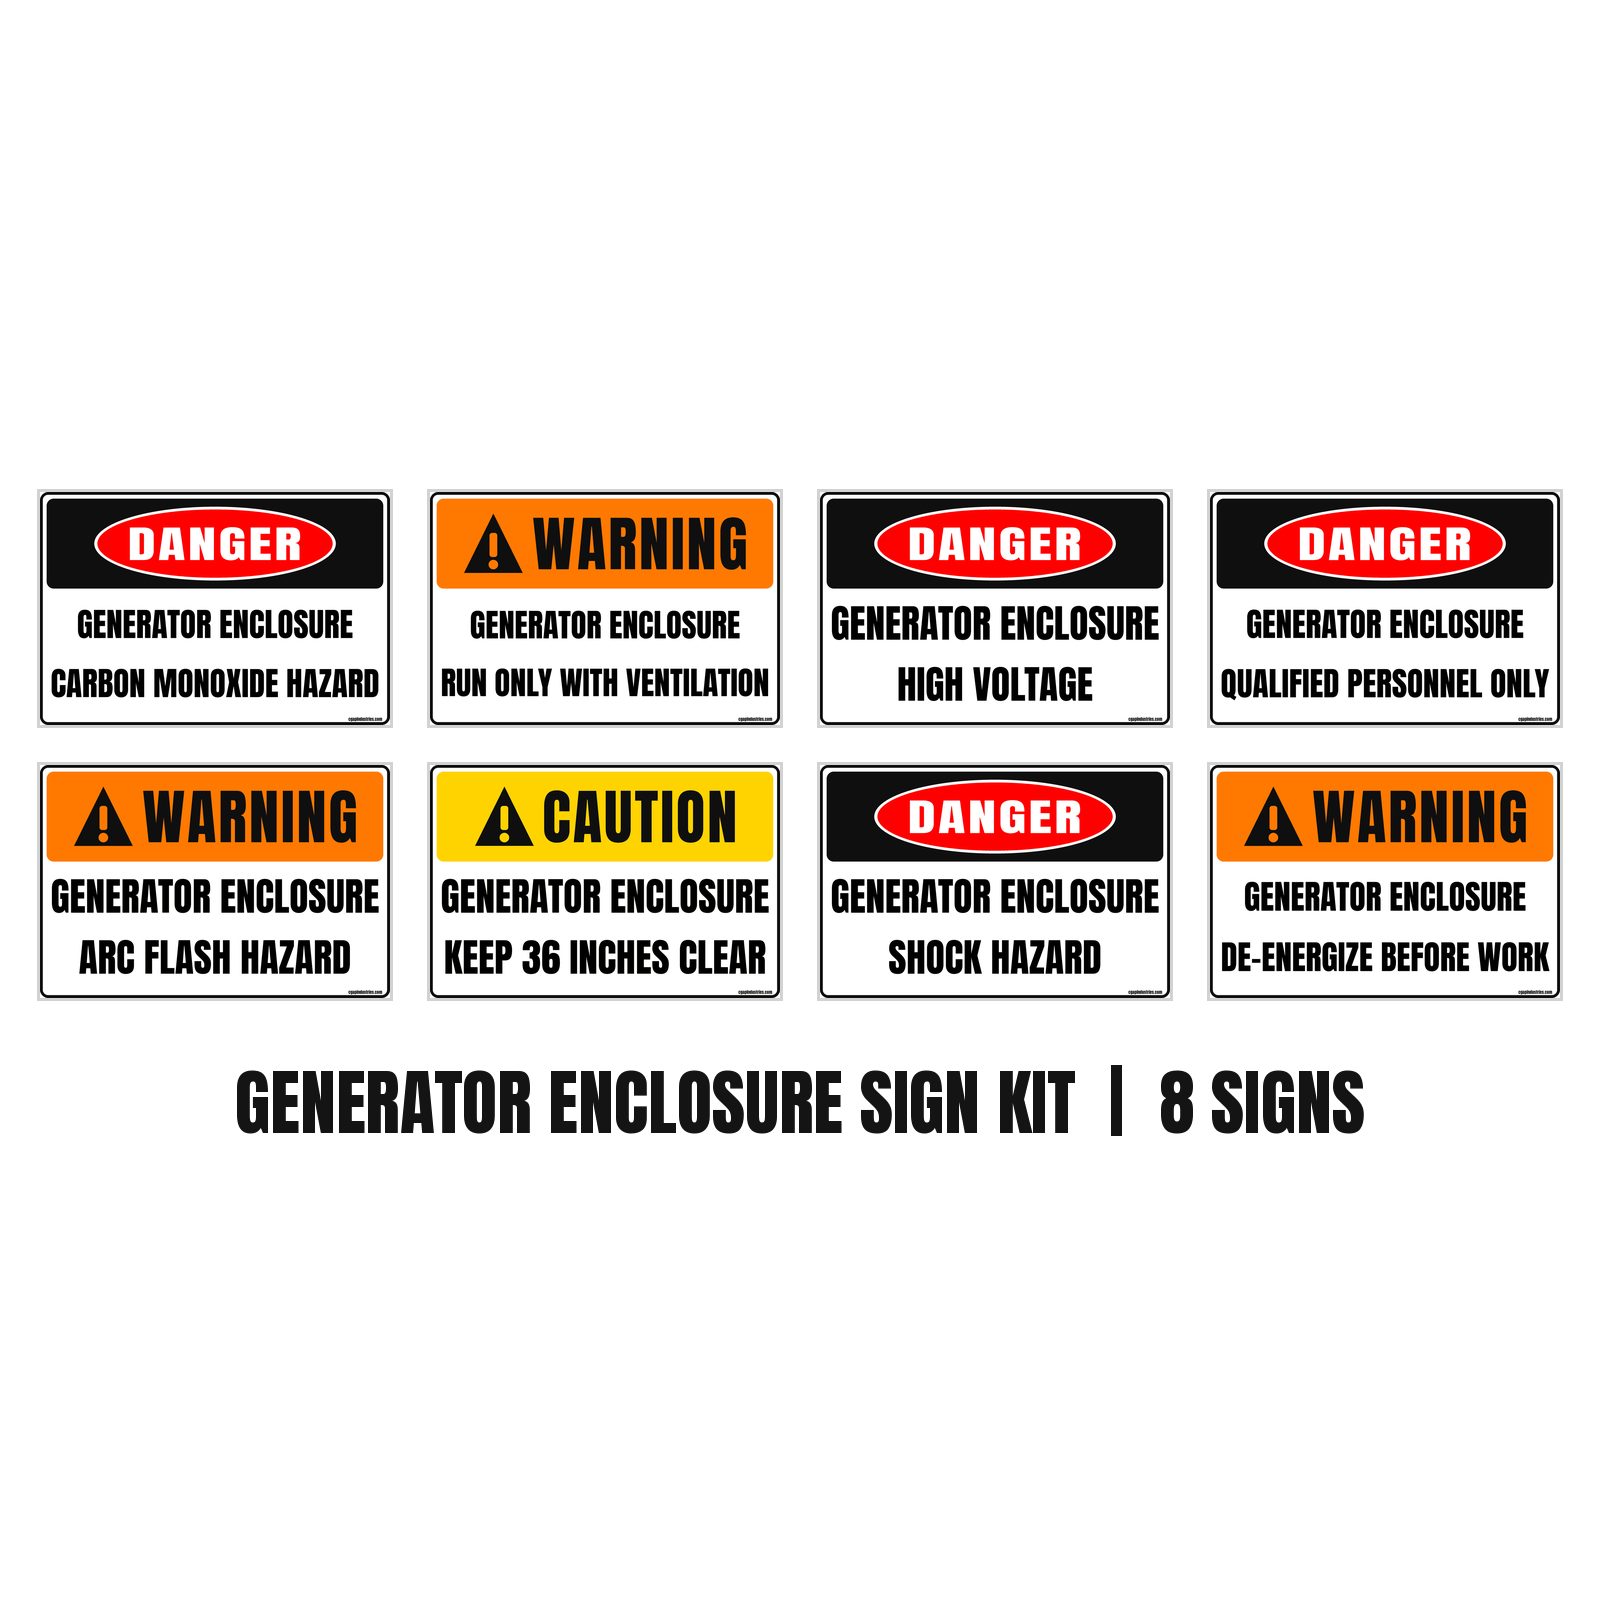 DANGER
GENERATOR ENCLOSURE
CARBON MONOXIDE HAZARD
cgaphindustries.com
WARNING
GENERATOR ENCLOSURE
RUN ONLY WITH VENTILATION
DANGER
GENERATOR ENCLOSURE
HIGH VOLTAGE
DANGER
GENERATOR ENCLOSURE
QUALIFIED PERSONNEL ONLY
WARNING
GENERATOR ENCLOSURE
ARC FLASH HAZARD
CAUTION
GENERATOR ENCLOSURE
KEEP 36 INCHES CLEAR
DANGER
GENERATOR ENCLOSURE
SHOCK HAZARD
WARNING
GENERATOR ENCLOSURE
DE-ENERGIZE BEFORE WORK
GENERATOR ENCLOSURE SIGN KIT | 8 SIGNS